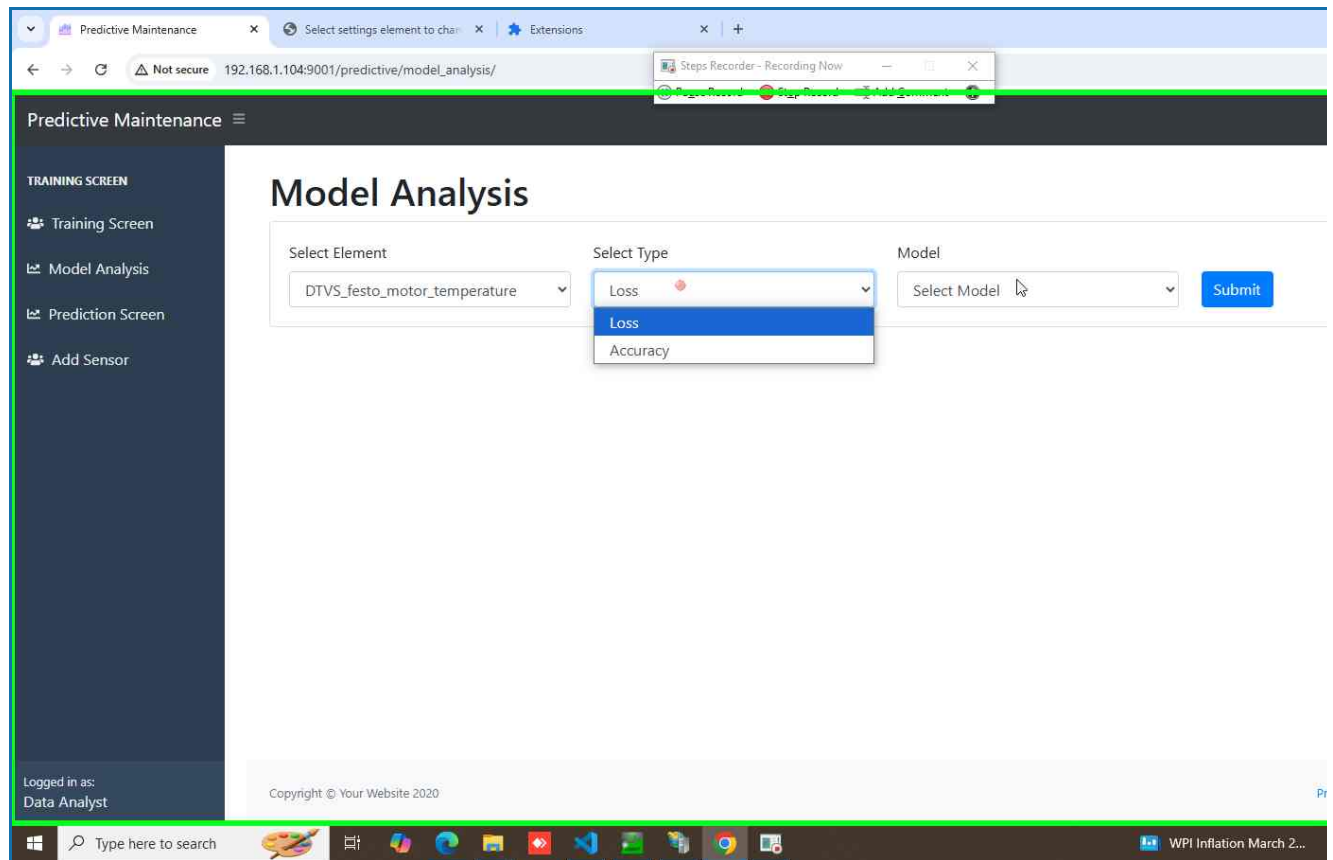 Predictive Maintenance
Select settings element to chan
Extensions
Not secure
192.168.1.104:9001/predictive/model_analysis/
Steps Recorder - Recording Now
Predictive Maintenance
TRAINING SCREEN
Training Screen
Model Analysis
Prediction Screen
Add Sensor
Model Analysis
Select Element
Select Type
Model
DTVS_festo_motor_temperature
Loss
Select Model
Submit
Loss
Accuracy
Logged in as:
Data Analyst
Copyright © Your Website 2020
Pr
Type here to search
WPI Inflation March 2...